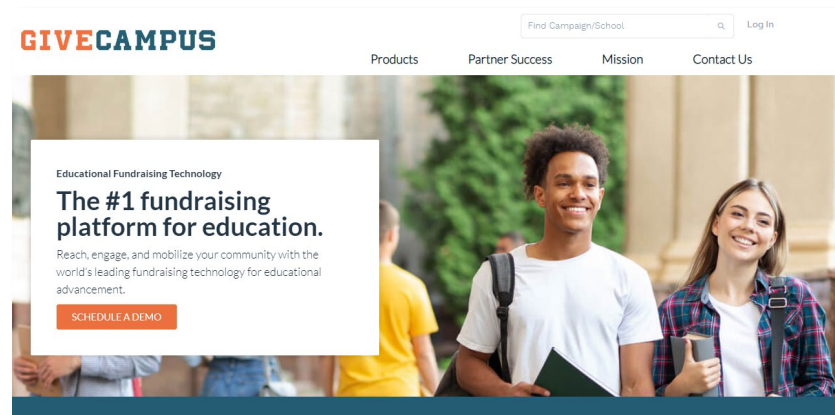 GIVECAMPUS
Find Campaign/School
Log In
Products
Partner Success
Mission
Contact Us
Educational Fundraising Technology
The #1 fundraising
platform for education.
Reach, engage, and mobilize your community with the
world's leading fundraising technology for educational
advancement.
SCHEDULE A DEMO